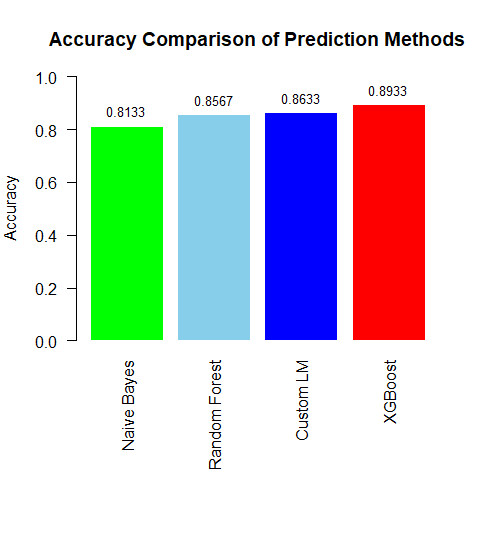 Accuracy Comparison of Prediction Methods
1.0
0.8
0.6
0.4
0.2
0.0
Accuracy
0.8133
0.8567
0.8633
0.8933
Naive Bayes
Random Forest
Custom LM
XGBoost